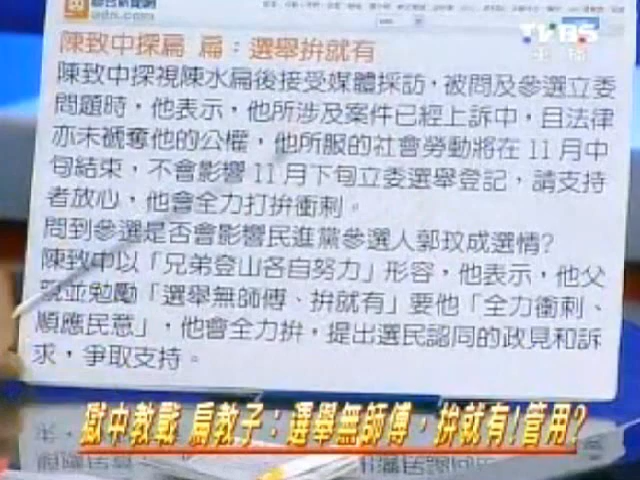 聯合新聞網
udn.com
TVBS
陳致中探扁 扁：選舉拚就有
陳致中探視陳水扁後接受媒體採訪，被問及參選立委
問題時，他表示，他所涉及案件已經上訴中，且法律
亦未褫奪他的公權，他所服的社會勞動將在11月中
旬結束，不會影響11月下旬立委選舉登記，請支持
者放心，他會全力打拚衝刺。
問到參選是否會影響民進黨參選人郭玟成選情?
陳致中以「兄弟登山各自努力」形容，他表示，他父
親並勉勵「選舉無師傅、拚就有」要他「全力衝刺、
順應民意」，他會全力拚，提出選民認同的政見和訴
求，爭取支持。
獄中教戰 扁教子：選舉無師傅，拚就有!管用?